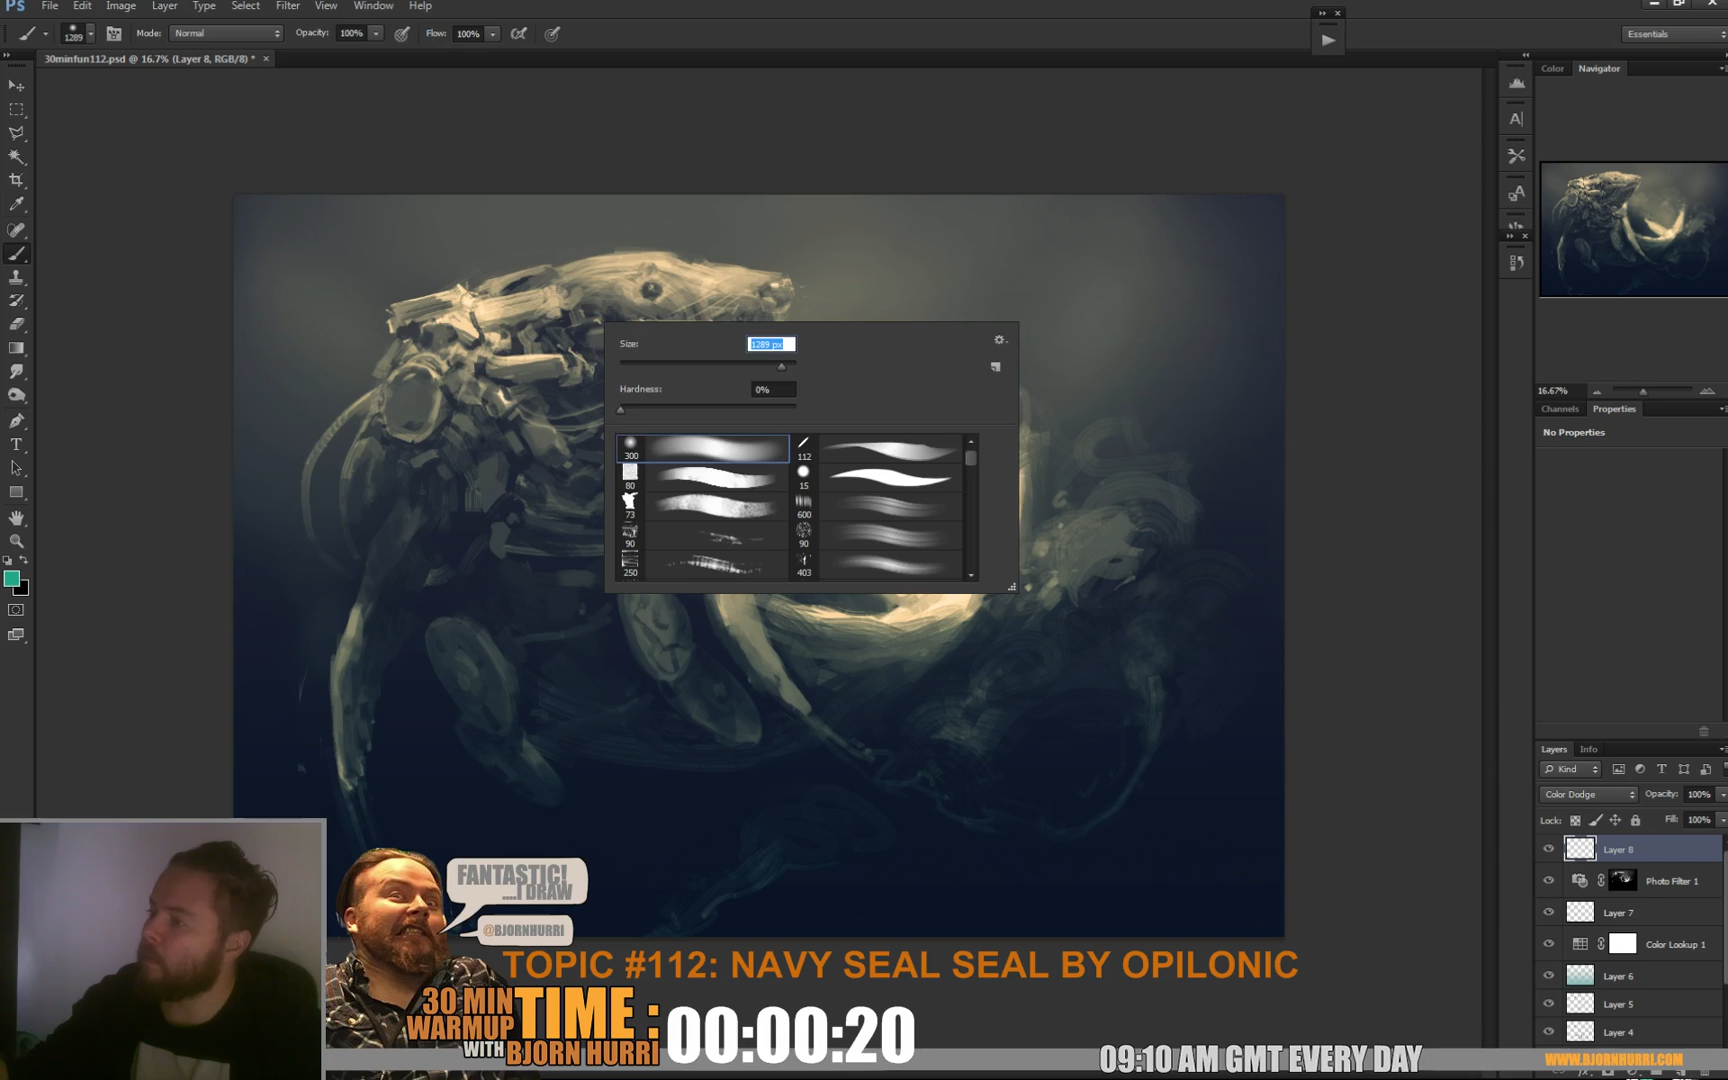 Ps File Edit Image Layer Type Select Filter View Window Help
1289 Mode: Normal Opacity: 100% Flow: 100% Essentials
30minfun112.psd @ 16.7% (Layer 8, RGB/8) * ×
Color Navigator
Size: 1289 px
Hardness: 0%
300 112
80 15
73 600
90 90
250 403
16.67%
Channels Properties
No Properties
Layers Info
Kind
Color Dodge Opacity: 100%
Lock: Fill: 100%
Layer 8
Photo Filter 1
Layer 7
Color Lookup 1
Layer 6
Layer 5
Layer 4
FANTASTIC!
....I DRAW
@BJORNHURRI
TOPIC #112: NAVY SEAL SEAL BY OPILONIC
30 MIN
WARMUP
WITH BJORN HURRI
TIME : 00:00:20
09:10 AM GMT EVERY DAY
WWW.BJORNHURRI.COM